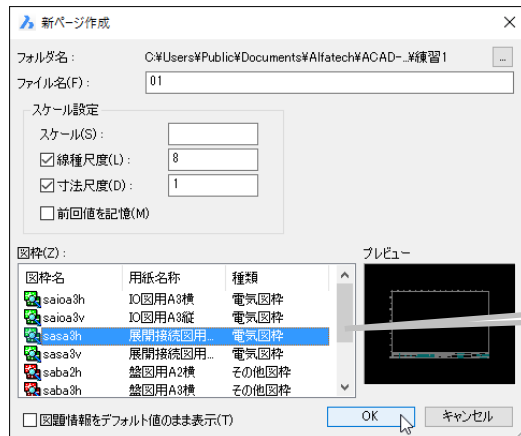 新ページ作成
フォルダ名：
C:¥Users¥Public¥Documents¥Alfatech¥ACAD-..¥練習1
...
ファイル名(F)：
01
スケール設定
スケール(S)：
線種尺度(L)：
8
寸法尺度(D)：
1
前回値を記憶(M)
図枠(Z)：
プレビュー
図枠名 用紙名称 種類
saioa3h IO図用A3横 電気図枠
saioa3v IO図用A3縦 電気図枠
sasa3h 展開接続図用... 電気図枠
sasa3v 展開接続図用... 電気図枠
saba2h 盤図用A2横 その他図枠
saba3h 盤図用A3横 その他図枠
図題情報をデフォルト値のまま表示(T)
OK
キャンセル